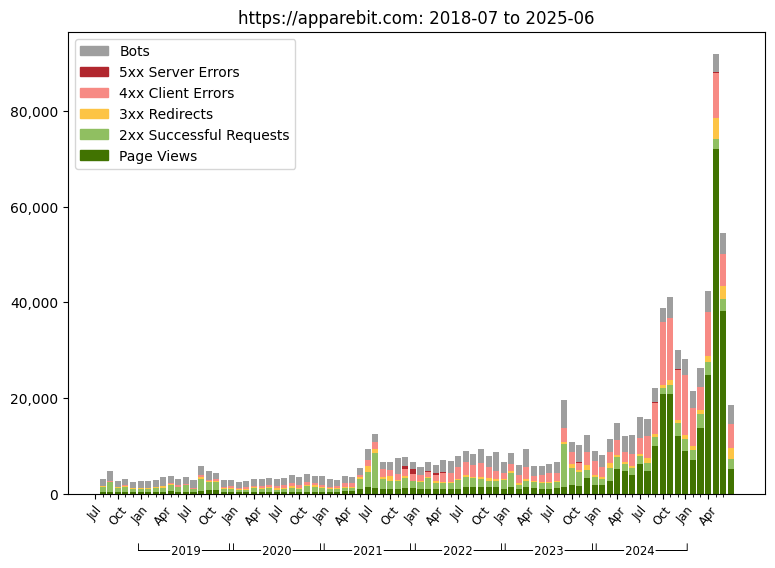 https://apparebit.com: 2018-07 to 2025-06
Bots
5xx Server Errors
4xx Client Errors
3xx Redirects
2xx Successful Requests
Page Views
80,000
60,000
40,000
20,000
0
Jul Oct Jan Apr Jul Oct Jan Apr Jul Oct Jan Apr Jul Oct Jan Apr Jul Oct Jan Apr Jul Oct Jan Apr Jul Oct Jan Apr
2019 2020 2021 2022 2023 2024